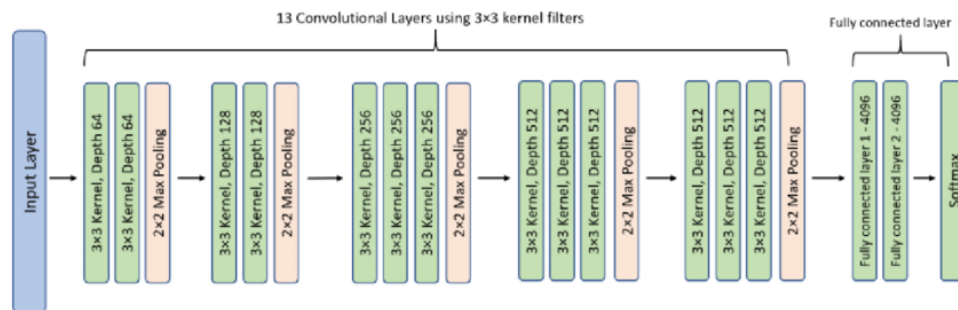 13 Convolutional Layers using 3×3 kernel filters
Fully connected layer
Input Layer
3×3 Kernel, Depth 64
3×3 Kernel, Depth 64
2×2 Max Pooling
3×3 Kernel, Depth 128
3×3 Kernel, Depth 128
2×2 Max Pooling
3×3 Kernel, Depth 256
3×3 Kernel, Depth 256
3×3 Kernel, Depth 256
2×2 Max Pooling
3×3 Kernel, Depth 512
3×3 Kernel, Depth 512
3×3 Kernel, Depth 512
2×2 Max Pooling
3×3 Kernel, Depth 512
3×3 Kernel, Depth 512
3×3 Kernel, Depth 512
2×2 Max Pooling
Fully connected layer 1 - 4096
Fully connected layer 2 - 4096
Softmax